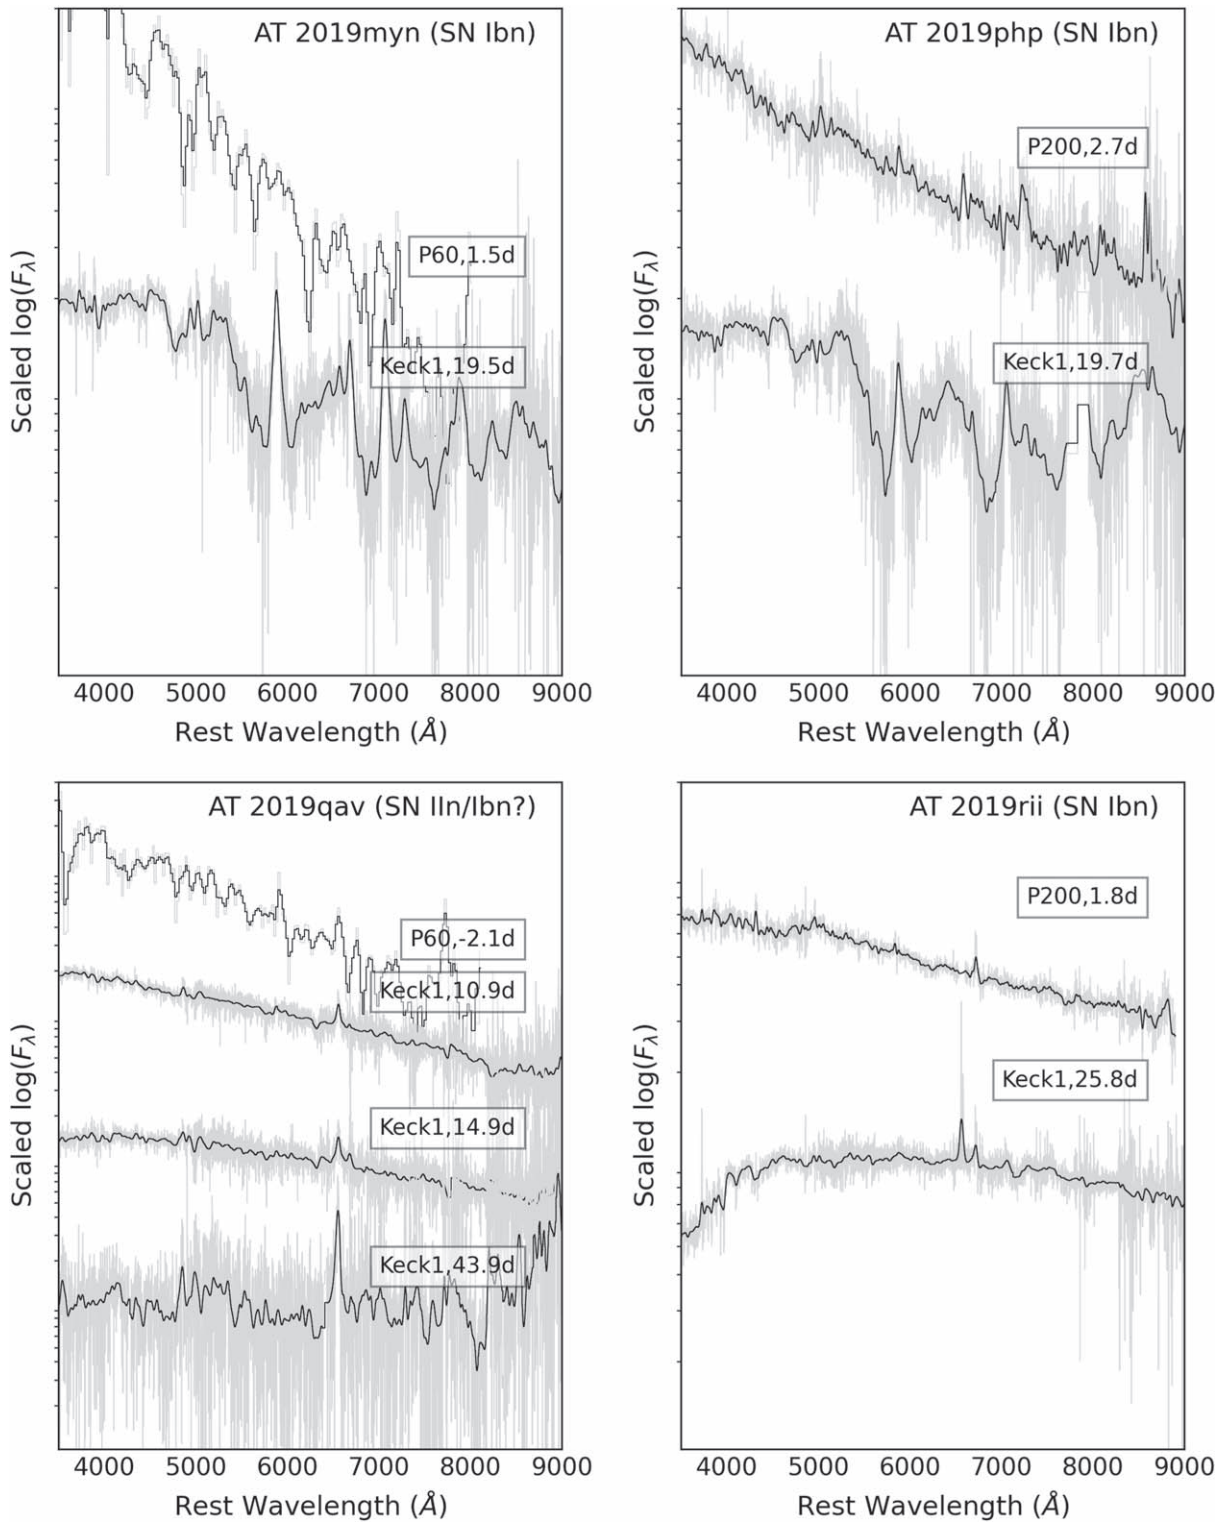 AT 2019myn (SN Ibn)
P60,1.5d
Keck1,19.5d
Scaled log(Fλ)
4000 5000 6000 7000 8000 9000
Rest Wavelength (Å)
AT 2019php (SN Ibn)
P200,2.7d
Keck1,19.7d
Scaled log(Fλ)
4000 5000 6000 7000 8000 9000
Rest Wavelength (Å)
AT 2019qav (SN IIn/Ibn?)
P60,-2.1d
Keck1,10.9d
Keck1,14.9d
Keck1,43.9d
Scaled log(Fλ)
4000 5000 6000 7000 8000 9000
Rest Wavelength (Å)
AT 2019rii (SN Ibn)
P200,1.8d
Keck1,25.8d
Scaled log(Fλ)
4000 5000 6000 7000 8000 9000
Rest Wavelength (Å)